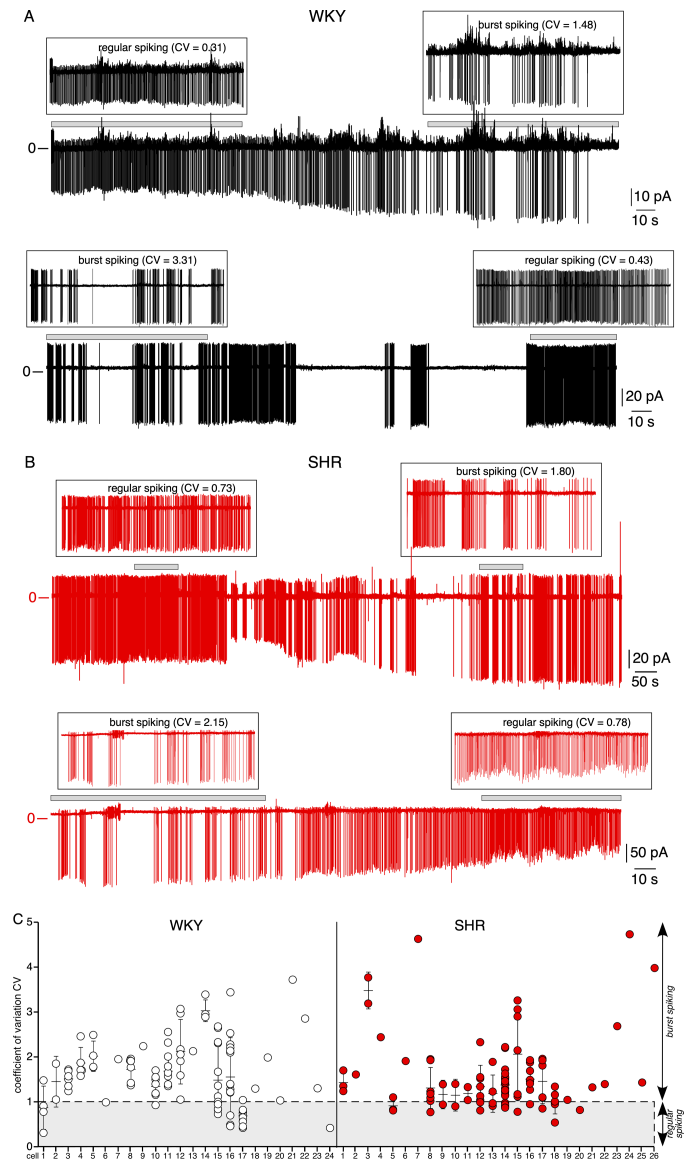 A
WKY
regular spiking (CV = 0.31)
burst spiking (CV = 1.48)
0
10 pA
10 s
burst spiking (CV = 3.31)
regular spiking (CV = 0.43)
0
20 pA
10 s
B
SHR
regular spiking (CV = 0.73)
burst spiking (CV = 1.80)
0
20 pA
50 s
burst spiking (CV = 2.15)
regular spiking (CV = 0.78)
0
50 pA
10 s
C
WKY
SHR
coefficient of variation CV
5
4
3
2
1
0
burst spiking
regular spiking
cell 1 2 3 4 5 6 7 8 9 10 11 12 13 14 15 16 17 18 19 20 21 22 23 24 1 2 3 4 5 6 7 8 9 10 11 12 13 14 15 16 17 18 19 20 21 22 23 24 25 26